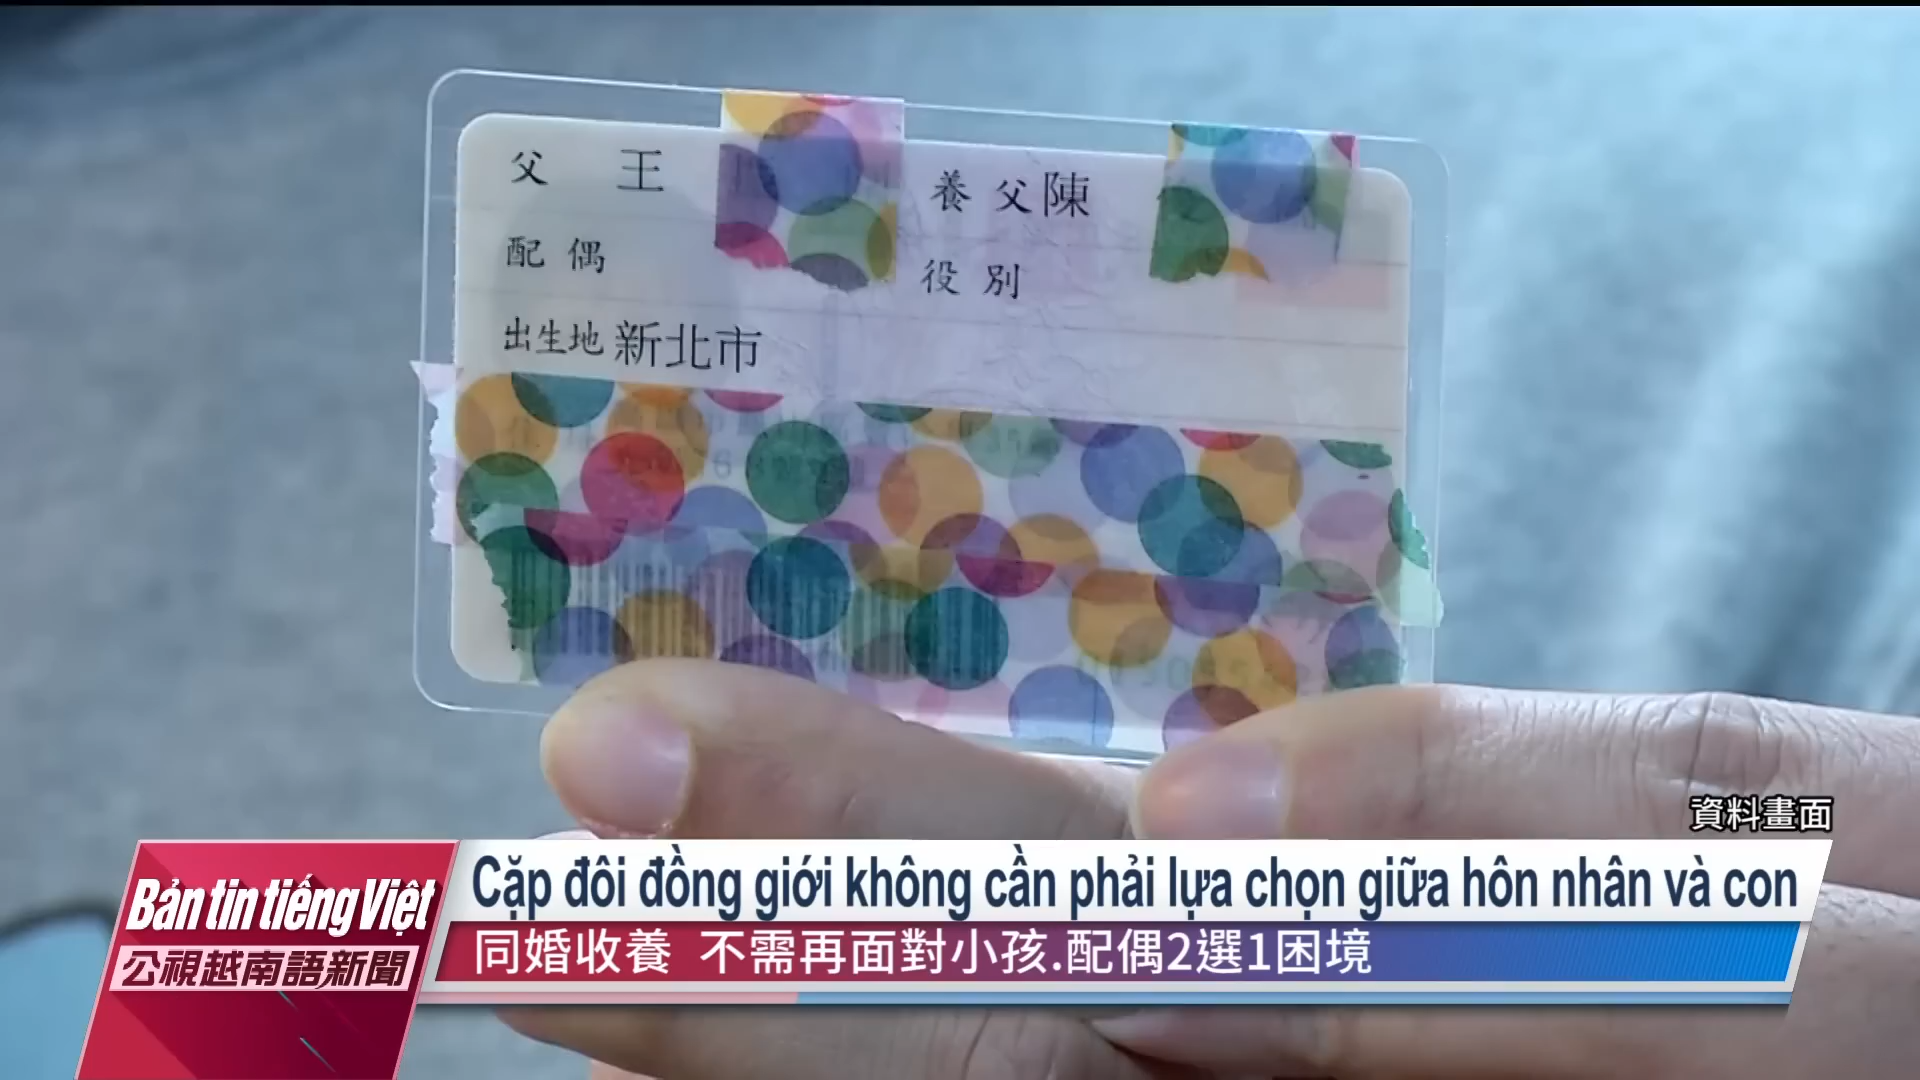 父 王
養父陳
配偶
役別
出生地 新北市
資料畫面
Bản tin tiếng Việt
公視越南語新聞
Cặp đôi đồng giới không cần phải lựa chọn giữa hôn nhân và con
同婚收養 不需再面對小孩.配偶2選1困境